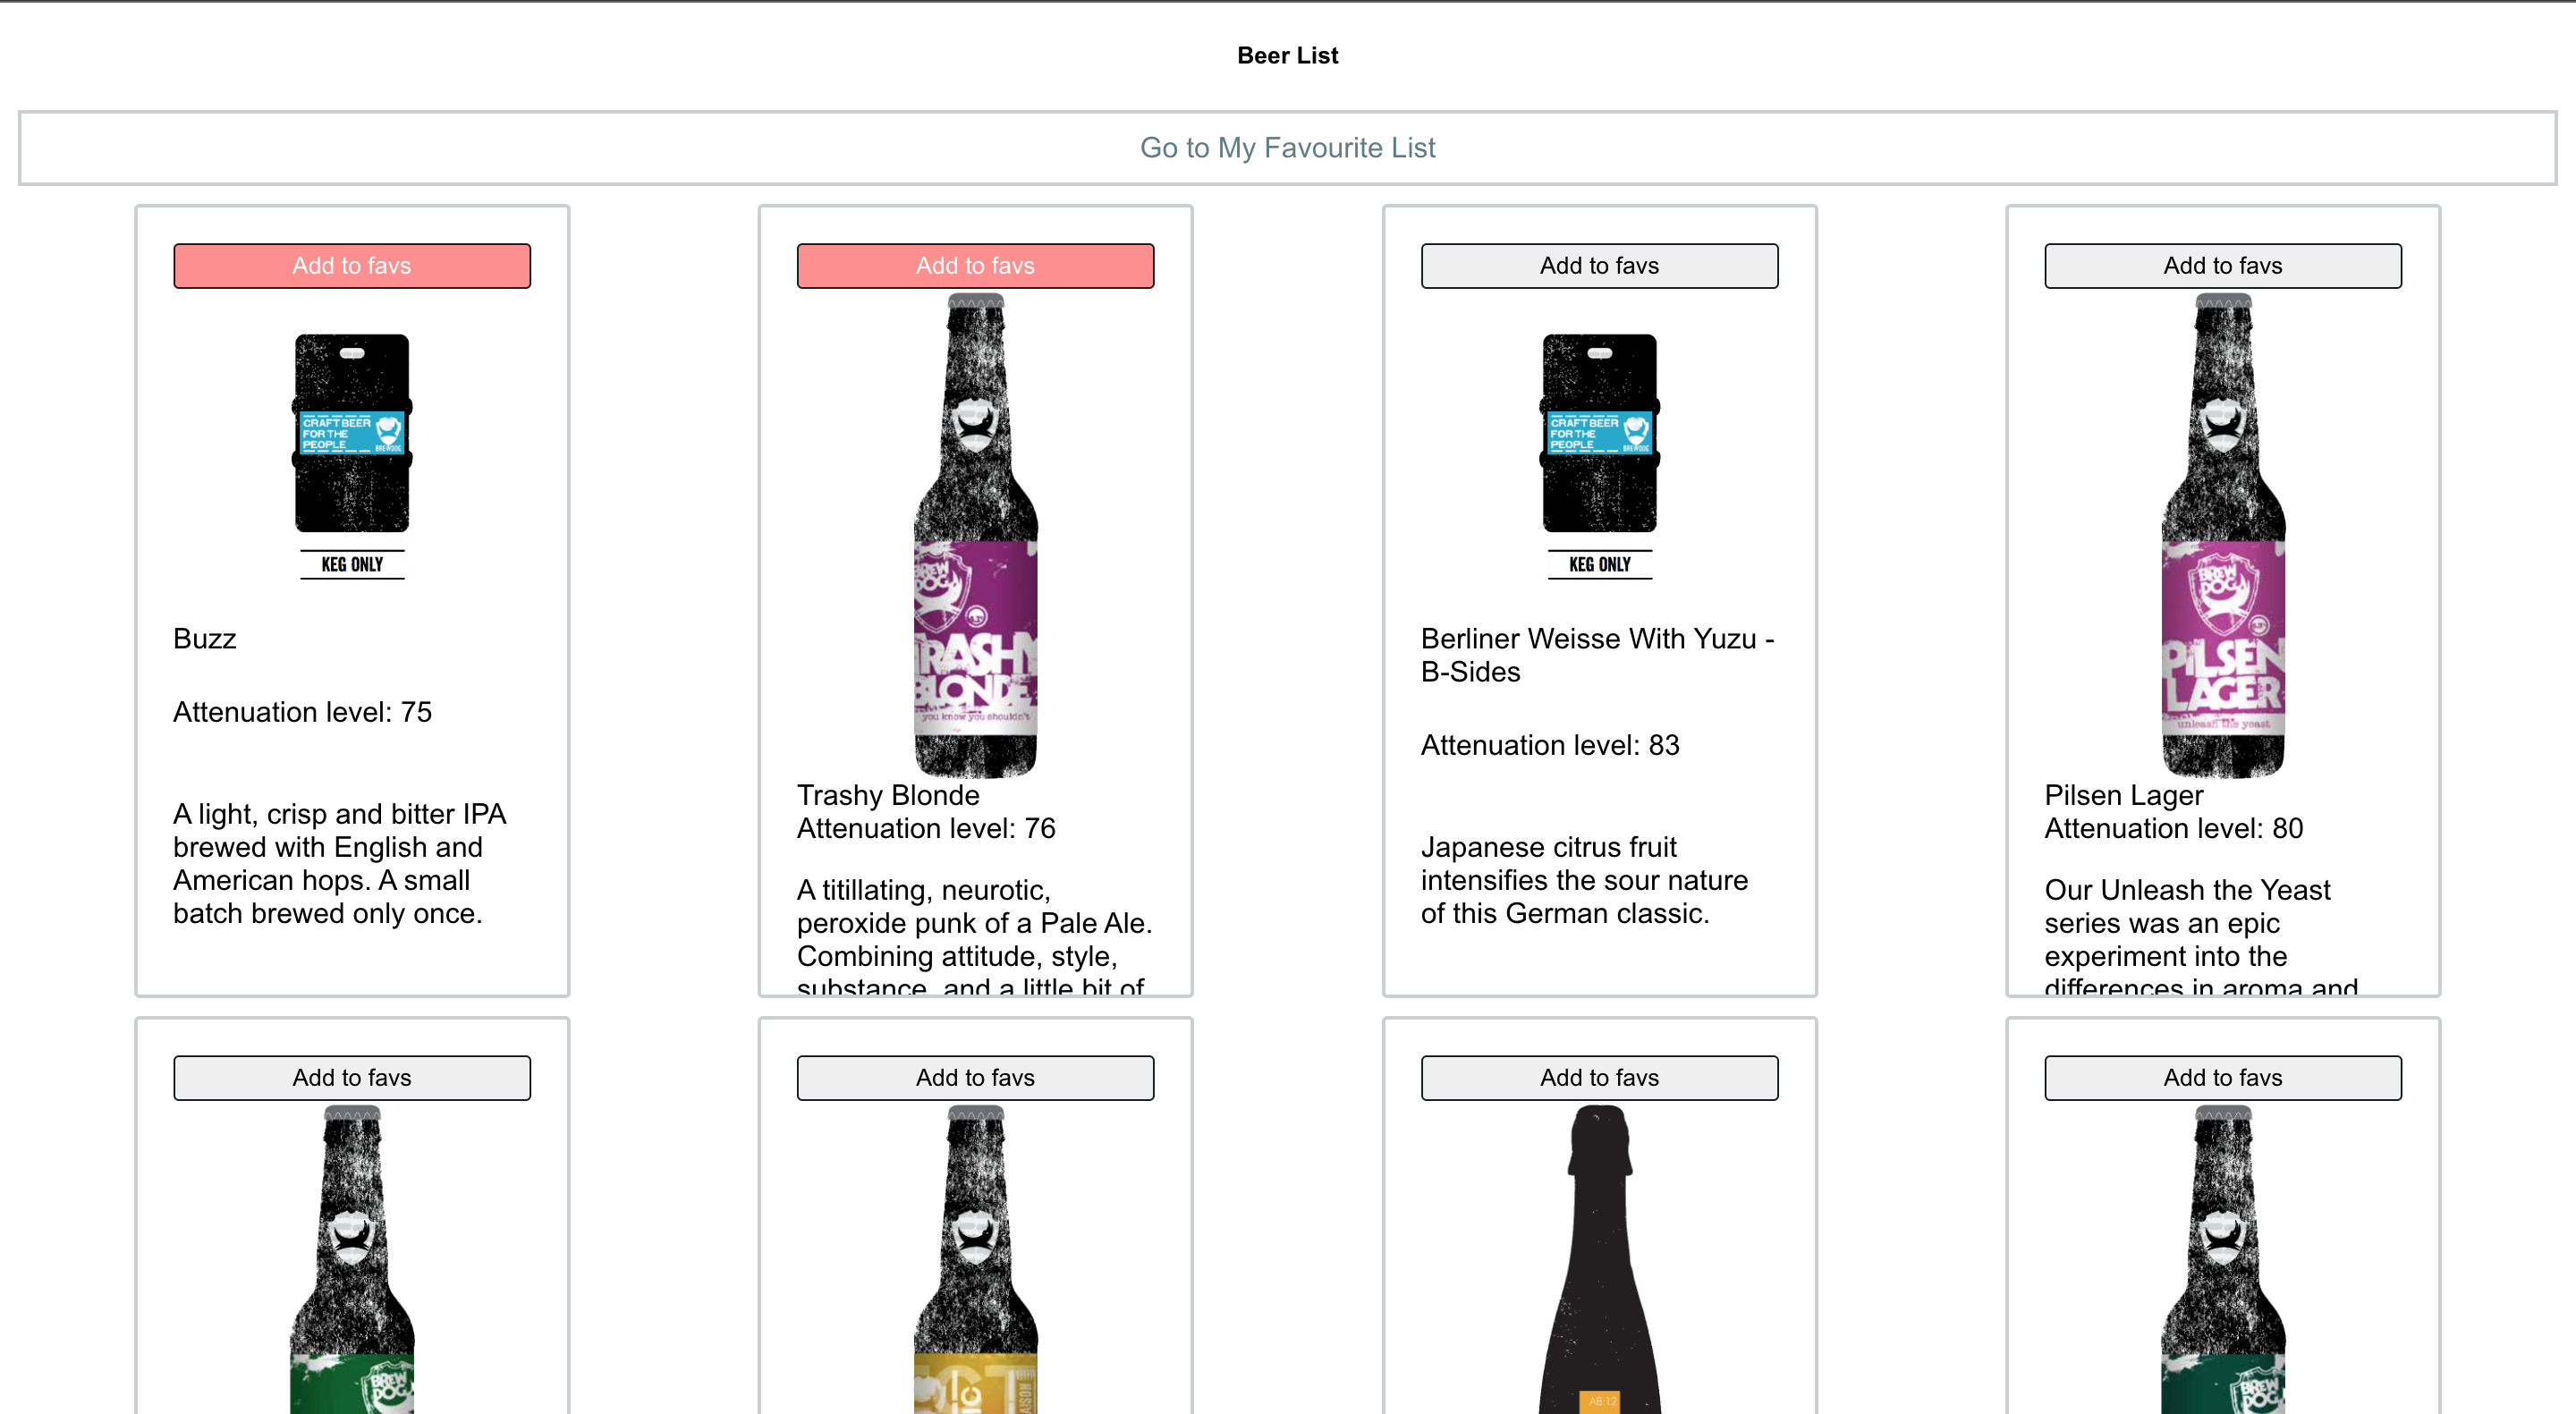 Beer List
Go to My Favourite List
Add to favs
CRAFT BEER
FOR THE
PEOPLE
BREWDOG
KEG ONLY
Buzz
Attenuation level: 75
A light, crisp and bitter IPA
brewed with English and
American hops. A small
batch brewed only once.
Add to favs
BREW
DOG
TRASHY
BLONDE
you know you shouldn't
Trashy Blonde
Attenuation level: 76
A titillating, neurotic,
peroxide punk of a Pale Ale.
Combining attitude, style,
substance, and a little bit of
Add to favs
CRAFT BEER
FOR THE
PEOPLE
BREWDOG
KEG ONLY
Berliner Weisse With Yuzu -
B-Sides
Attenuation level: 83
Japanese citrus fruit
intensifies the sour nature
of this German classic.
Add to favs
BREW
DOG
PILSEN
LAGER
unleash the yeast
Pilsen Lager
Attenuation level: 80
Our Unleash the Yeast
series was an epic
experiment into the
differences in aroma and
Add to favs
BREW
DOG
Add to favs
Add to favs
AB:12
Add to favs
BREW
DOG